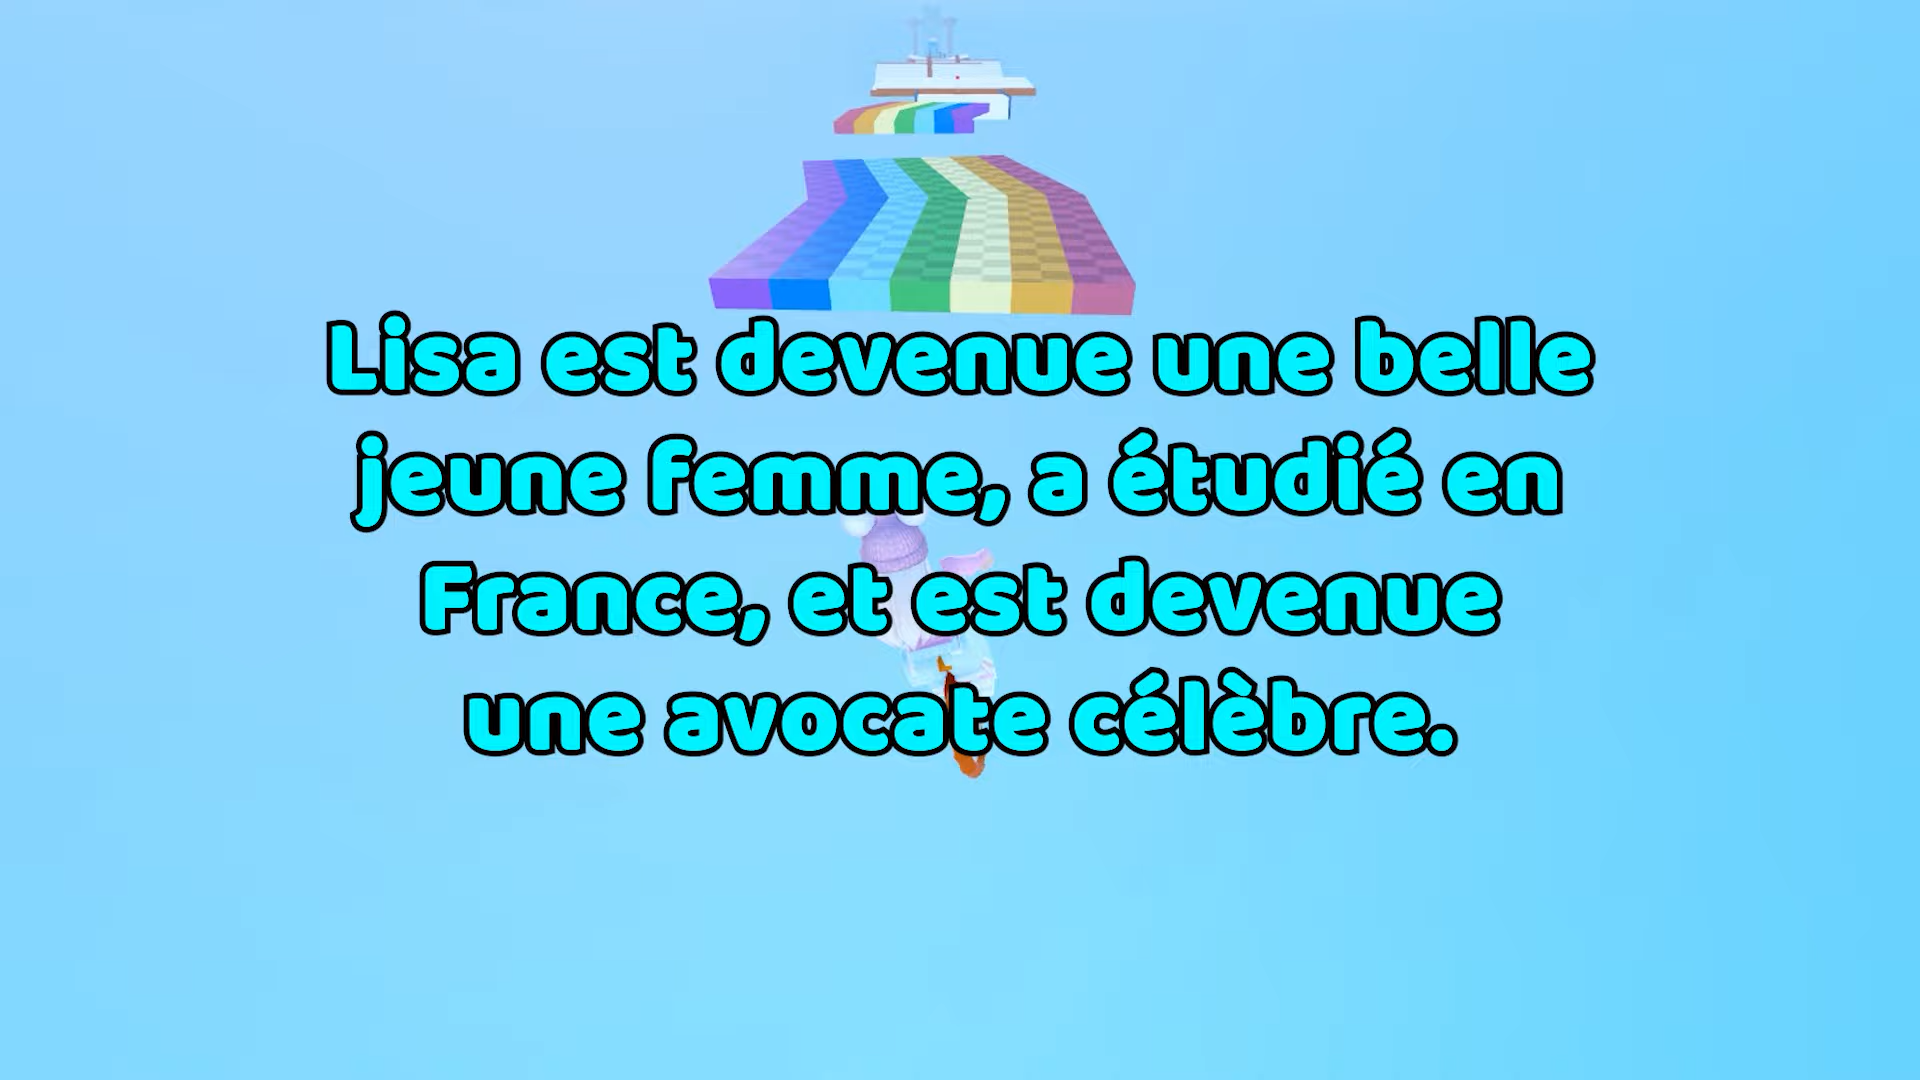 Lisa est devenue une belle
jeune femme, a étudié en
France, et est devenue
une avocate célèbre.